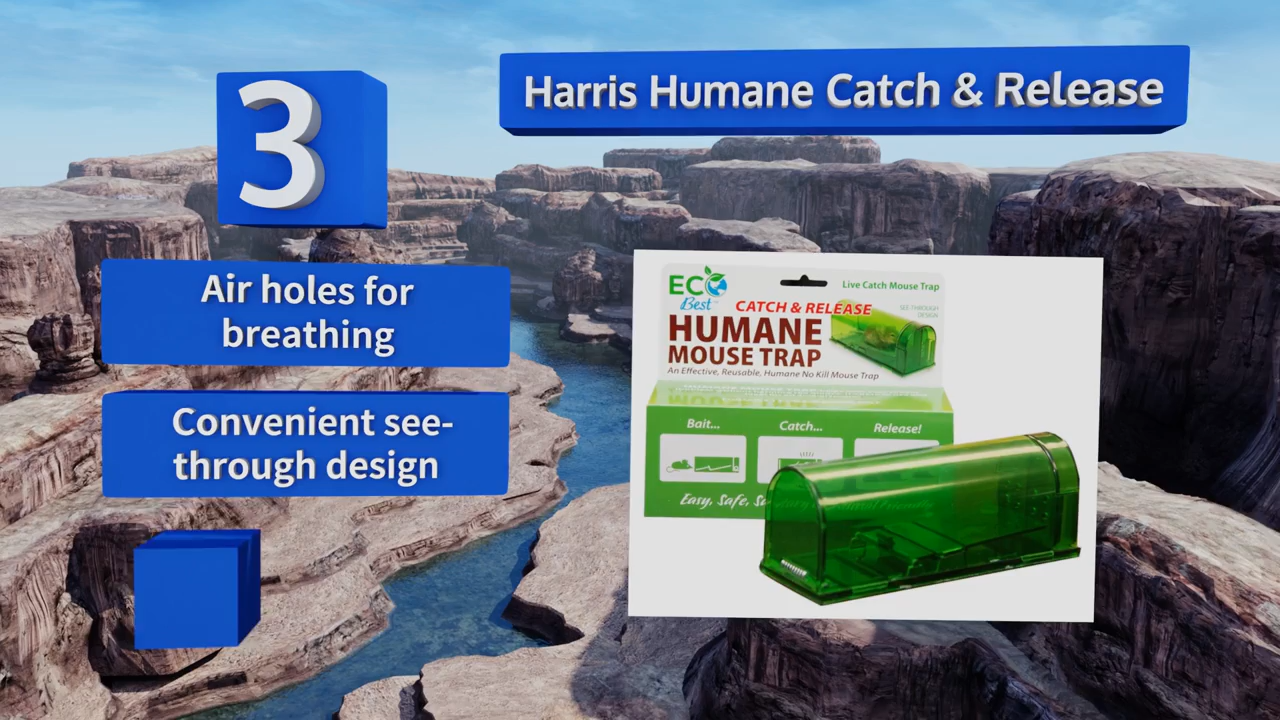 3
Harris Humane Catch & Release
Air holes for
breathing
Convenient see-
through design
ECO
Best
Live Catch Mouse Trap
CATCH & RELEASE
SEE-THROUGH
DESIGN
HUMANE
MOUSE TRAP
An Effective, Reusable, Humane No Kill Mouse Trap
Bait...
Catch...
Release!
Easy, Safe,